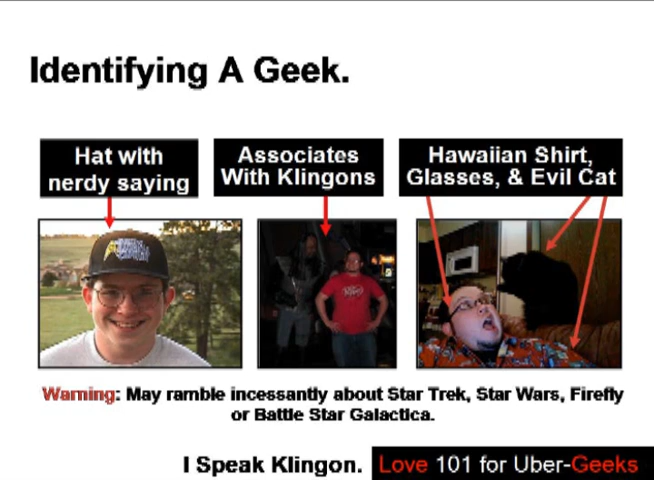 Identifying A Geek.
Hat with
nerdy saying
Associates
With Klingons
Hawaiian Shirt,
Glasses, & Evil Cat
Warning: May ramble incessantly about Star Trek, Star Wars, Firefly
or Battle Star Galactica.
I Speak Klingon.
Love 101 for Uber-Geeks